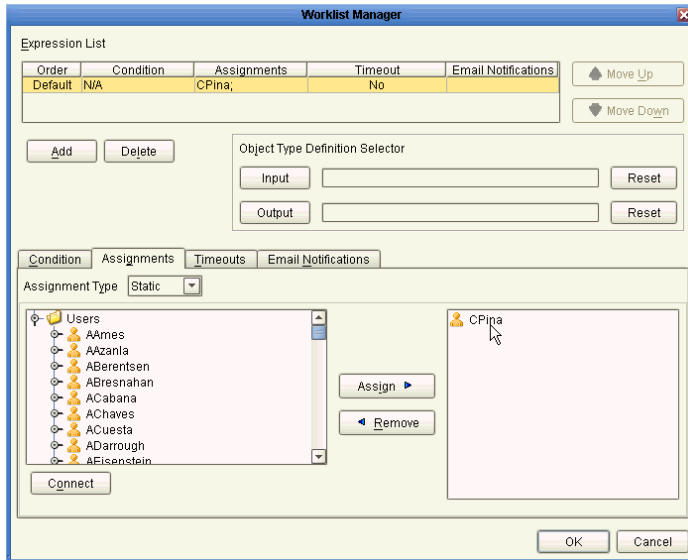 Worklist Manager
Expression List
Order Condition Assignments Timeout Email Notifications
Default N/A CPina; No
Move Up
Move Down
Add Delete
Object Type Definition Selector
Input Reset
Output Reset
Condition Assignments Timeouts Email Notifications
Assignment Type Static
Users
AAmes
AAzanla
ABerentsen
ABresnahan
ACabana
AChaves
ACuesta
ADarrough
AEisenstein
CPina
Assign
Remove
Connect
OK Cancel